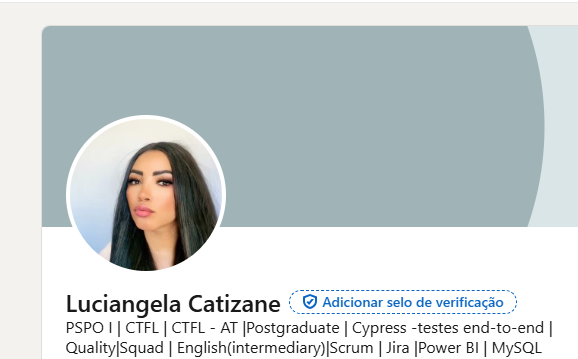 Luciangela Catizane Adicionar selo de verificação
PSPO I | CTFL | CTFL - AT |Postgraduate | Cypress -testes end-to-end |
Quality|Squad | English(intermediary)|Scrum | Jira |Power BI | MySQL